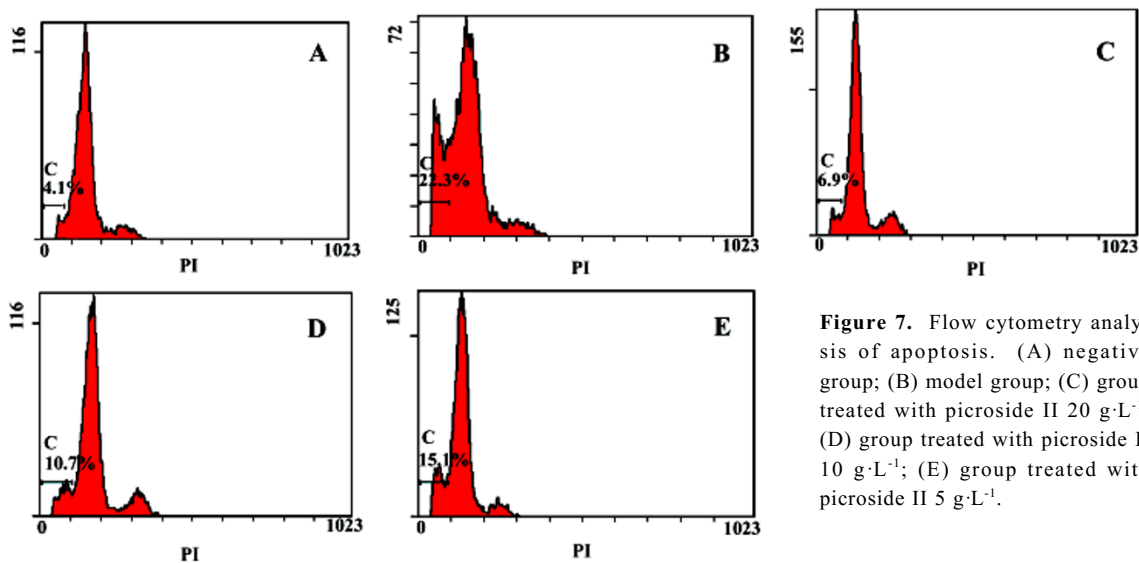 116
A
C
4.1%
0
1023
PI
72
B
C
22.3%
0
1023
PI
155
C
C
6.9%
0
1023
PI
116
D
C
10.7%
0
1023
PI
125
E
C
15.1%
0
1023
PI
Figure 7. Flow cytometry analy
sis of apoptosis. (A) negativ
group; (B) model group; (C) grou
treated with picroside II 20 g·L⁻
(D) group treated with picroside I
10 g·L⁻¹; (E) group treated wit
picroside II 5 g·L⁻¹.